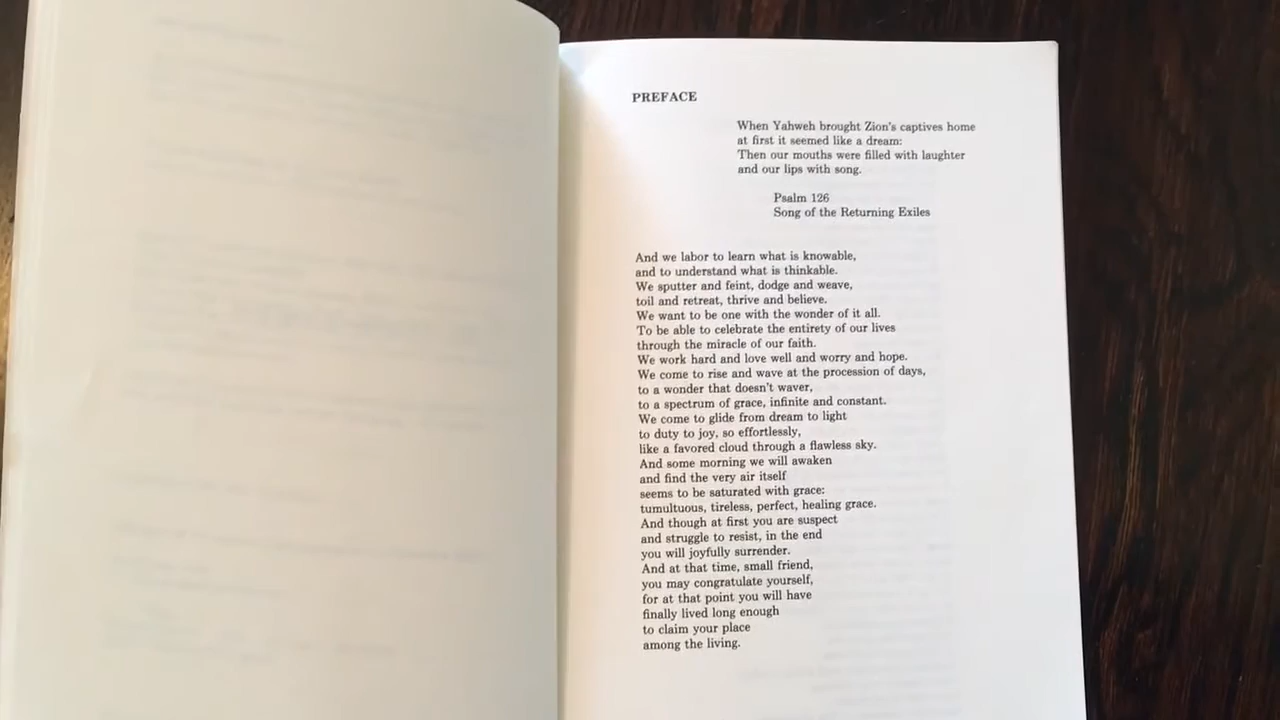 PREFACE
When Yahweh brought Zion's captives home
at first it seemed like a dream:
Then our mouths were filled with laughter
and our lips with song.
Psalm 126
Song of the Returning Exiles
And we labor to learn what is knowable,
and to understand what is thinkable.
We sputter and feint, dodge and weave,
toil and retreat, thrive and believe.
We want to be one with the wonder of it all.
To be able to celebrate the entirety of our lives
through the miracle of our faith.
We work hard and love well and worry and hope.
We come to rise and wave at the procession of days,
to a wonder that doesn't waver,
to a spectrum of grace, infinite and constant.
We come to glide from dream to light
to duty to joy, so effortlessly,
like a favored cloud through a flawless sky.
And some morning we will awaken
and find the very air itself
seems to be saturated with grace:
tumultuous, tireless, perfect, healing grace.
And though at first you are suspect
and struggle to resist, in the end
you will joyfully surrender.
And at that time, small friend,
you may congratulate yourself,
for at that point you will have
finally lived long enough
to claim your place
among the living.